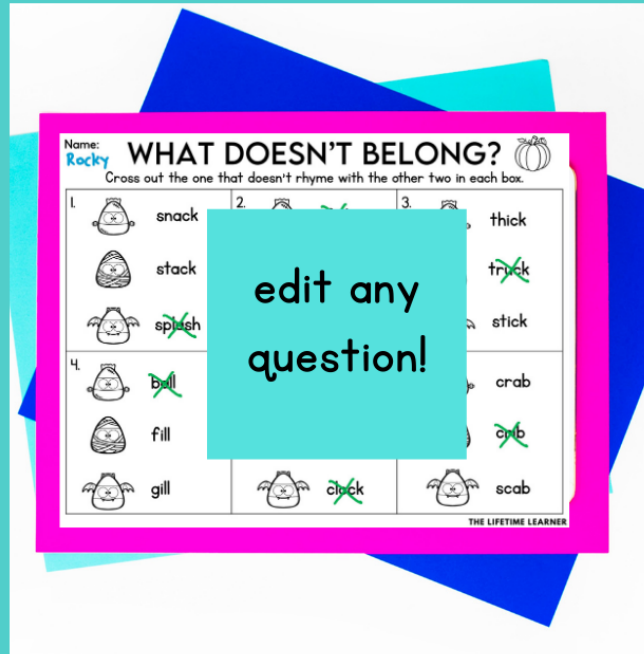 Name:
Rocky
WHAT DOESN'T BELONG?
Cross out the one that doesn't rhyme with the other two in each box.
1.
snack
stack
splash
2.
3.
thick
truck
stick
edit any
question!
4.
ball
fill
gill
clock
crab
crib
scab
THE LIFETIME LEARNER